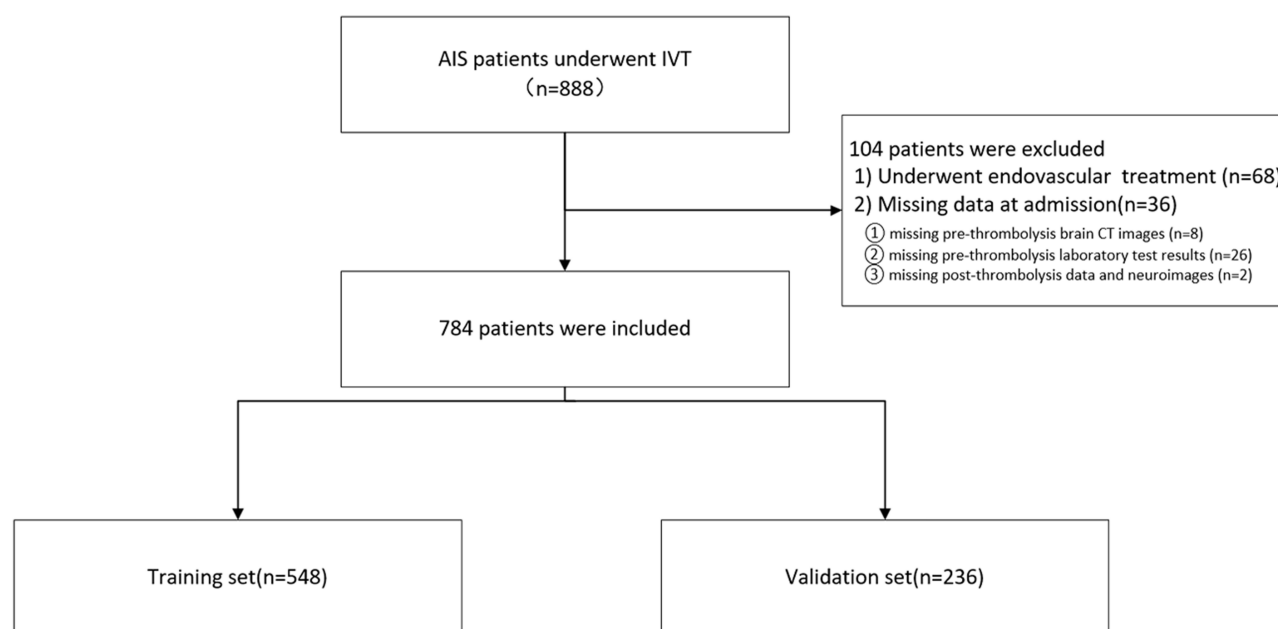 AIS patients underwent IVT
（n=888）
104 patients were excluded
1) Underwent endovascular treatment (n=68)
2) Missing data at admission(n=36)
① missing pre-thrombolysis brain CT images (n=8)
② missing pre-thrombolysis laboratory test results (n=26)
③ missing post-thrombolysis data and neuroimages (n=2)
784 patients were included
Training set(n=548)
Validation set(n=236)